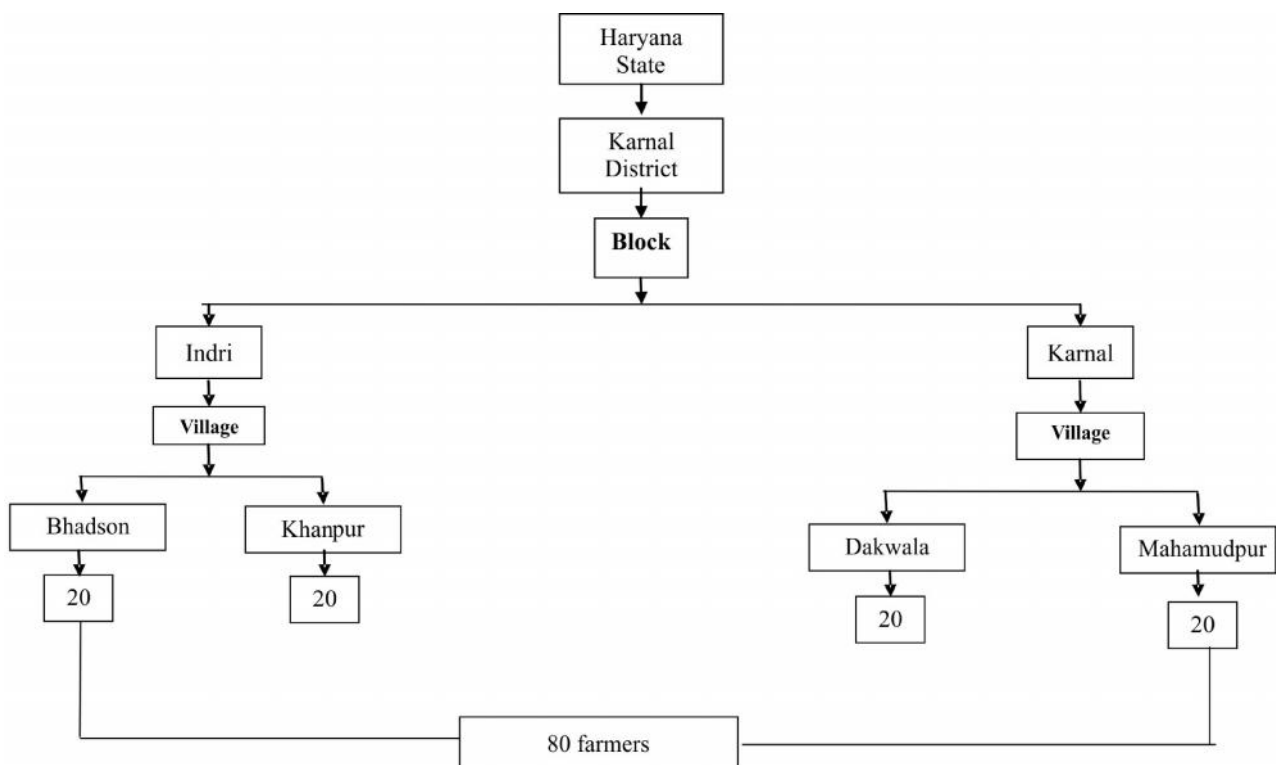 Haryana
State
Karnal
District
Block
Indri
Karnal
Village
Village
Bhadson
Khanpur
Dakwala
Mahamudpur
20
20
20
20
80 farmers